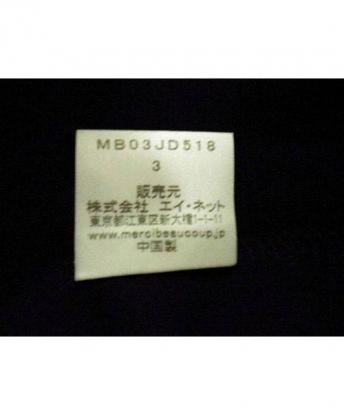 MB03JD518
3
販売元
株式会社 エイ・ネット
東京都江東区新大橋1-1-11
www.mercibeaucoup.jp
中国製